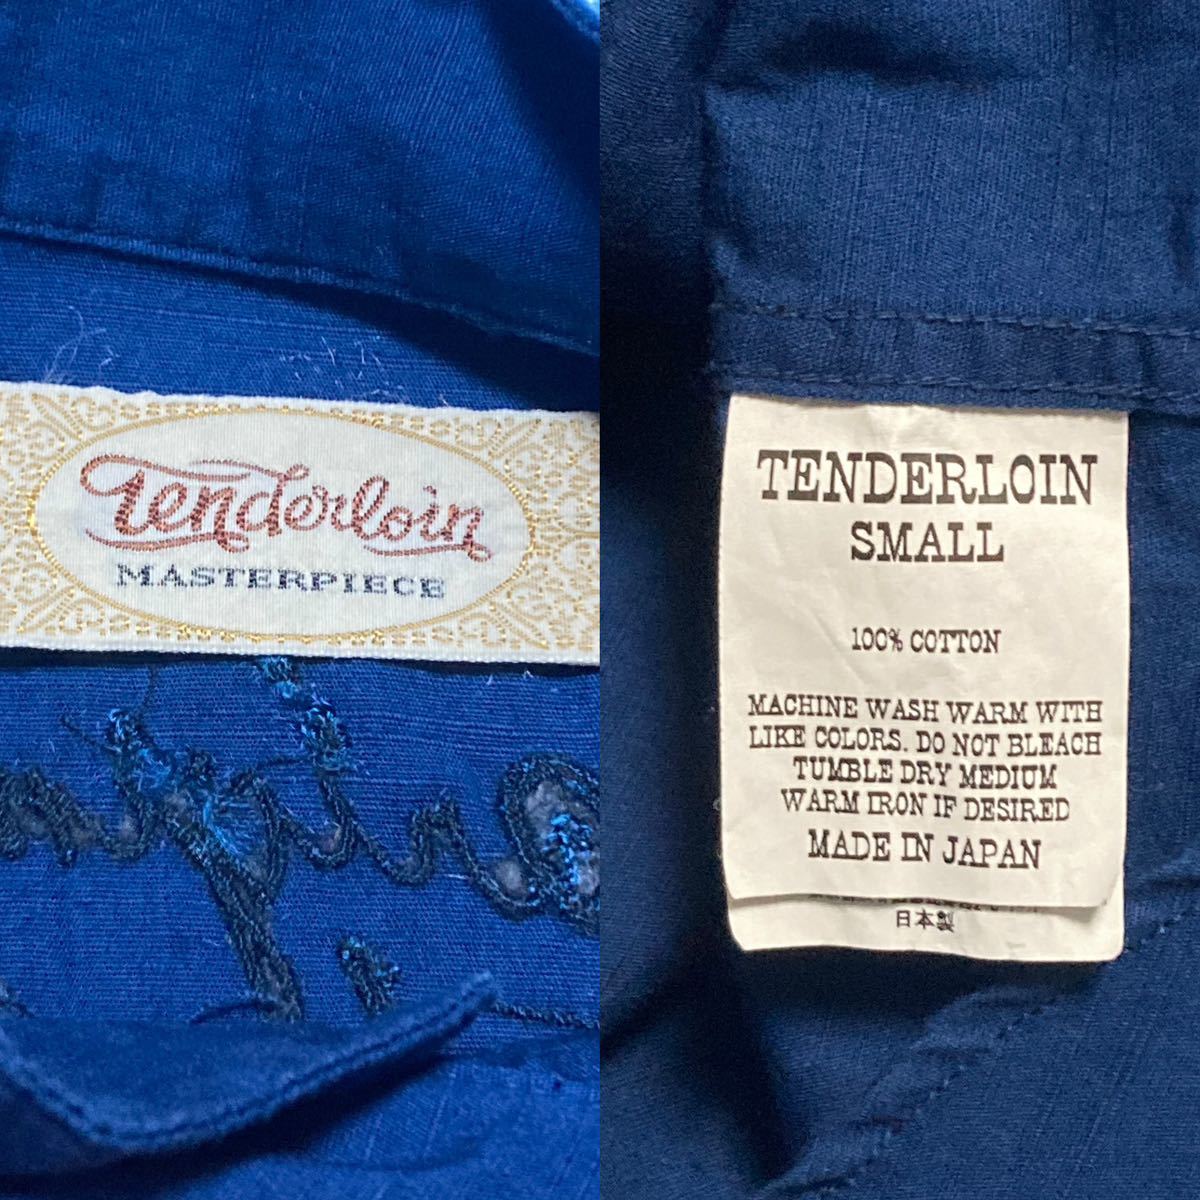 Tenderloin
MASTERPIECE
TENDERLOIN
SMALL
100% COTTON
MACHINE WASH WARM WITH
LIKE COLORS. DO NOT BLEACH
TUMBLE DRY MEDIUM
WARM IRON IF DESIRED
MADE IN JAPAN
日本製